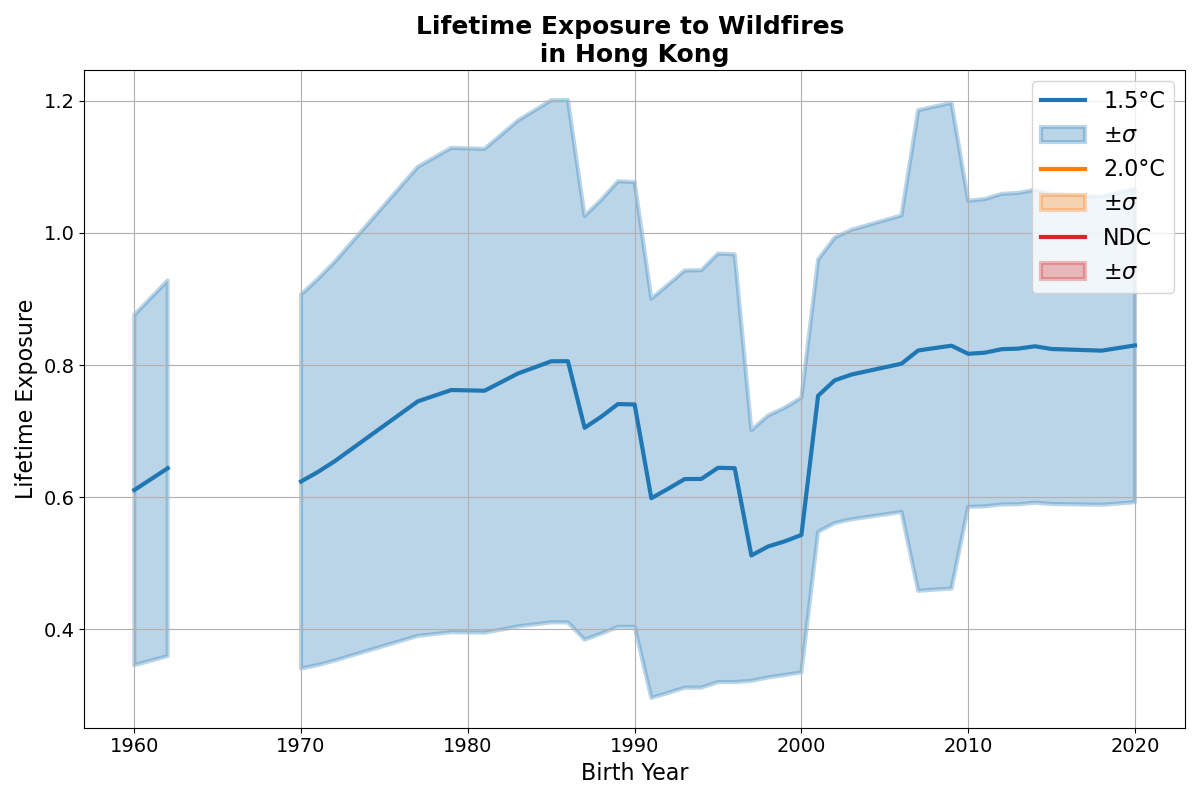 Lifetime Exposure to Wildfires
in Hong Kong
Lifetime Exposure
1.2
1.0
0.8
0.6
0.4
1960
1970
1980
1990
2000
2010
2020
Birth Year
1.5°C
±σ
2.0°C
±σ
NDC
±σ